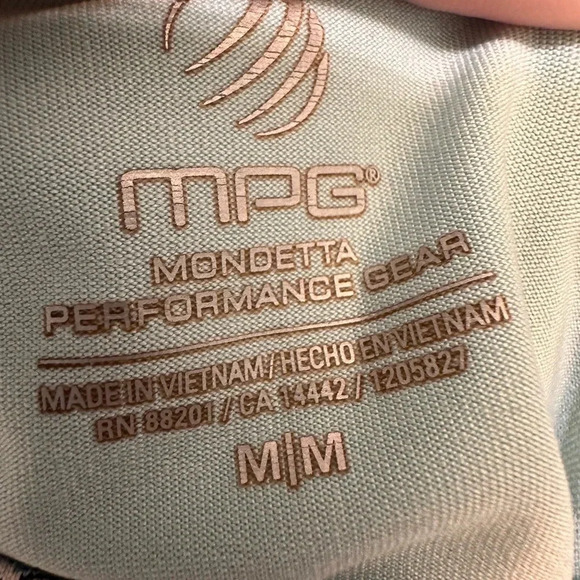 MPG®
MONDETTA
PERFORMANCE GEAR
MADE IN VIETNAM/HECHO EN VIETNAM
RN 88201 / CA 14442 / 1205827
M|M